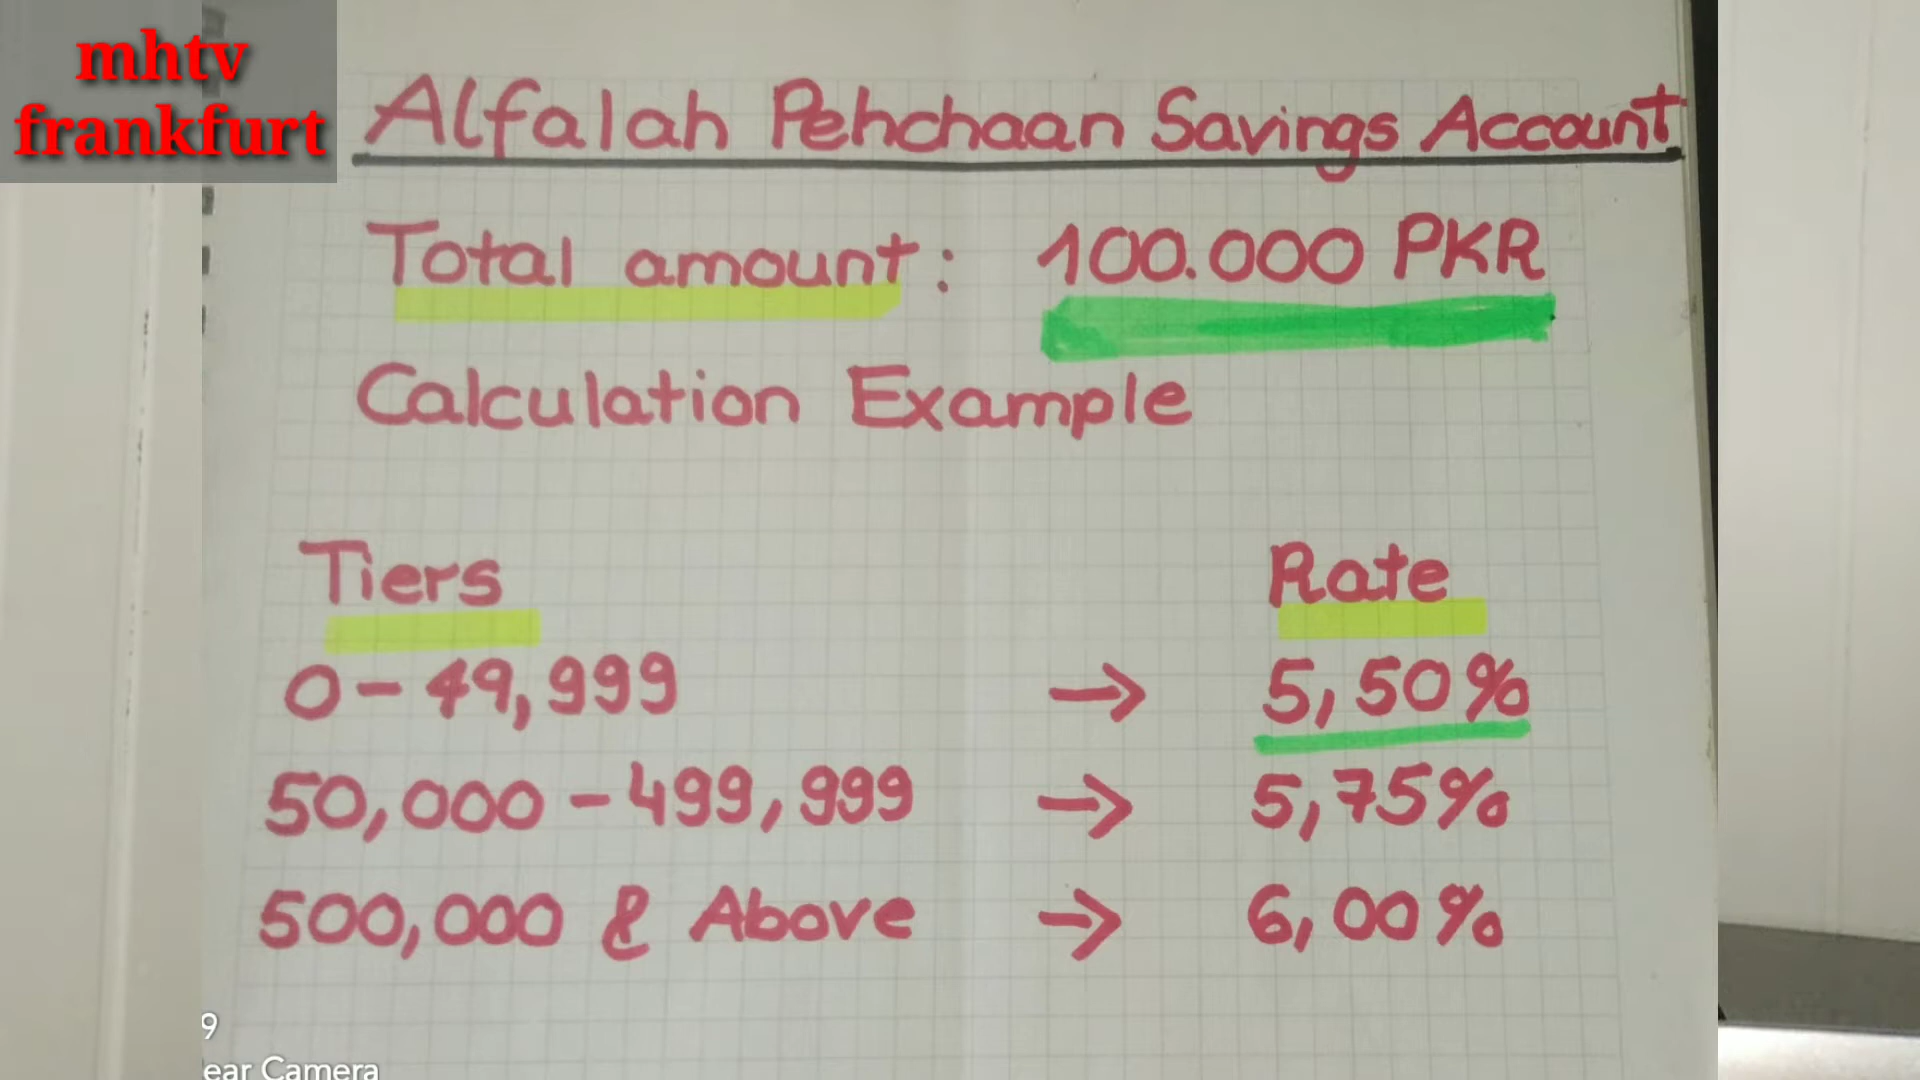 mhtv
frankfurt
Alfalah Pehchaan Savings Account
Total amount: 100.000 PKR
Calculation Example
Tiers Rate
0-49,999 → 5,50%
50,000-499,999 → 5,75%
500,000 & Above → 6,00%
9
ear Camera